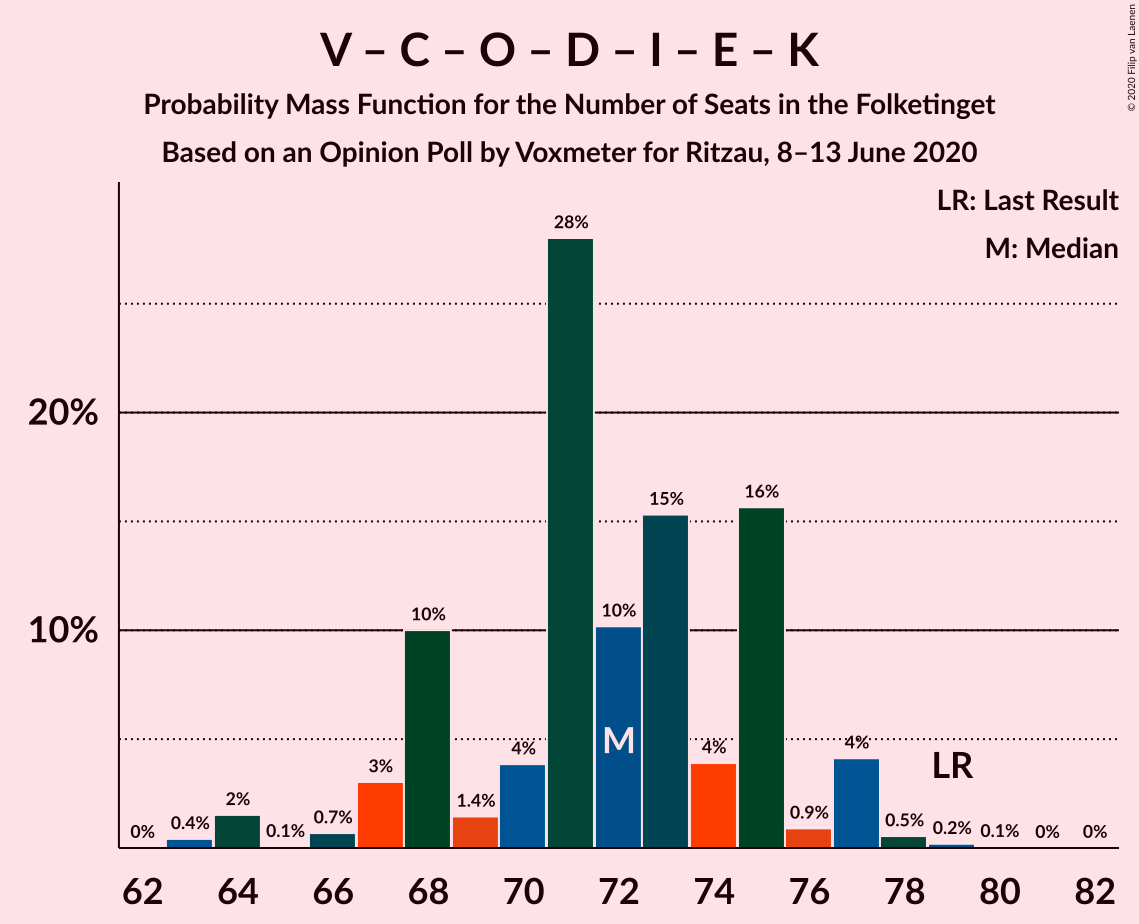 V – C – O – D – I – E – K
Probability Mass Function for the Number of Seats in the Folketinget
Based on an Opinion Poll by Voxmeter for Ritzau, 8–13 June 2020
© 2020 Filip van Laenen
LR: Last Result
M: Median
28%
20%
16%
15%
10%
10%
10%
M
4%
4%
4%
LR
3%
2%
1.4%
0.9%
0.7%
0.5%
0.4%
0.2%
0.1%
0.1%
0%
0%
0%
62 64 66 68 70 72 74 76 78 80 82